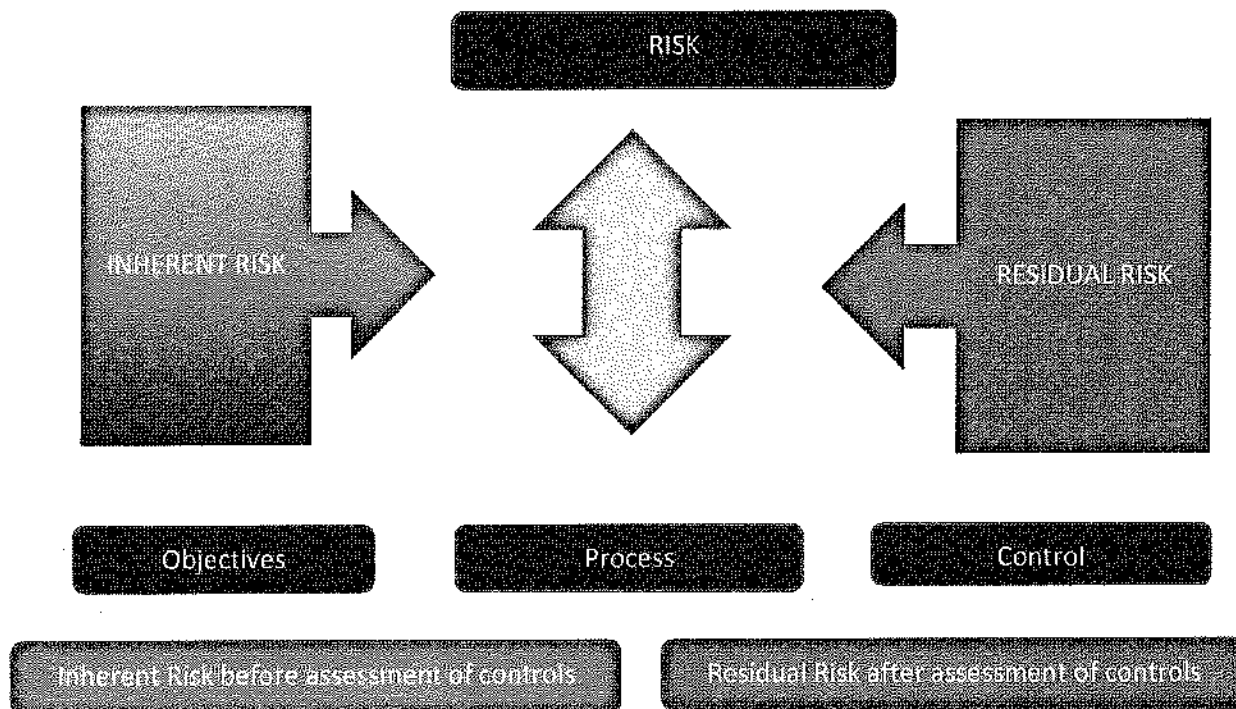 RISK
INHERENT RISK
RESIDUAL RISK
Objectives
Process
Control
Inherent Risk before assessment of controls
Residual Risk after assessment of controls